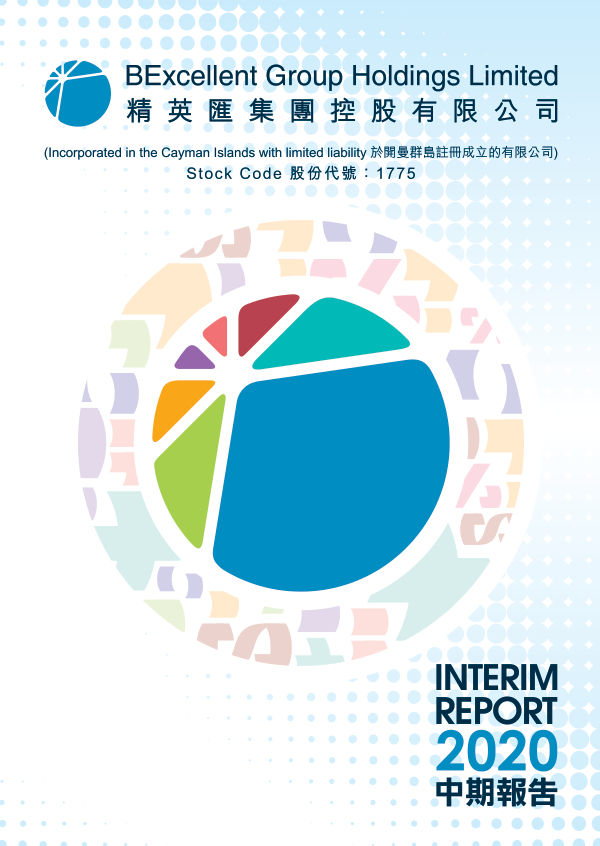 BExcellent Group Holdings Limited
精英匯集團控股有限公司
(Incorporated in the Cayman Islands with limited liability 於開曼群島註冊成立的有限公司)
Stock Code 股份代號：1775
INTERIM
REPORT
2020
中期報告